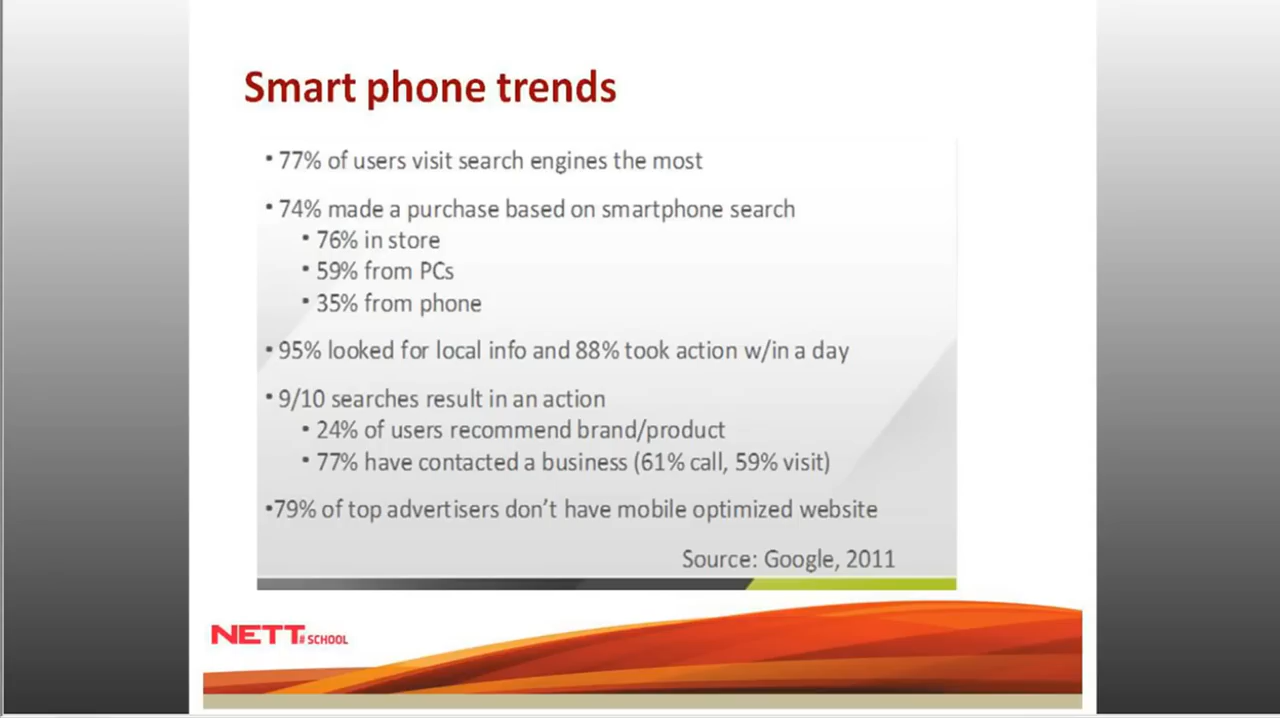 Smart phone trends
• 77% of users visit search engines the most
• 74% made a purchase based on smartphone search
• 76% in store
• 59% from PCs
• 35% from phone
• 95% looked for local info and 88% took action w/in a day
• 9/10 searches result in an action
• 24% of users recommend brand/product
• 77% have contacted a business (61% call, 59% visit)
•79% of top advertisers don’t have mobile optimized website
Source: Google, 2011
NETT#SCHOOL